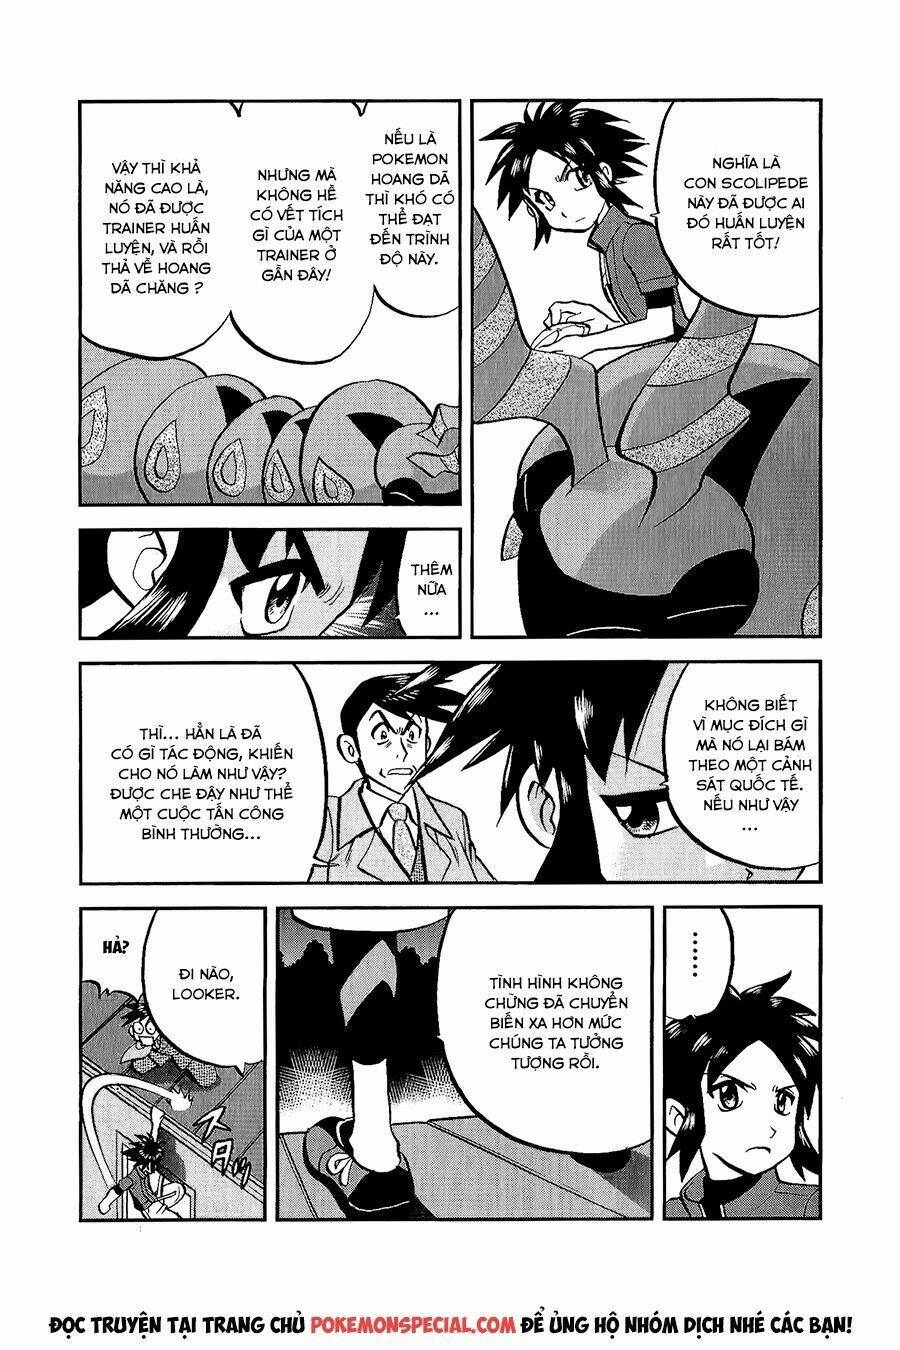 NGHĨA LÀ
CON SCOLIPEDE
NÀY ĐÃ ĐƯỢC AI
ĐÓ HUẤN LUYỆN
RẤT TỐT!
NẾU LÀ
POKEMON
HOANG DÃ
THÌ KHÓ CÓ
THỂ ĐẠT
ĐẾN TRÌNH
ĐỘ NÀY.
NHƯNG MÀ
KHÔNG HỀ
CÓ VẾT TÍCH
GÌ CỦA MỘT
TRAINER Ở
GẦN ĐÂY!
VẬY THÌ KHẢ
NĂNG CAO LÀ,
NÓ ĐÃ ĐƯỢC
TRAINER HUẤN
LUYỆN, VÀ RỒI
THẢ VỀ HOANG
DÃ CHĂNG ?
THÊM
NỮA
...
KHÔNG BIẾT
VÌ MỤC ĐÍCH GÌ
MÀ NÓ LẠI BÁM
THEO MỘT CẢNH
SÁT QUỐC TẾ.
NẾU NHƯ VẬY
...
THÌ... HẲN LÀ ĐÃ
CÓ GÌ TÁC ĐỘNG, KHIẾN
CHO NÓ LÀM NHƯ VẬY?
ĐƯỢC CHE ĐẬY NHƯ THỂ
MỘT CUỘC TẤN CÔNG
BÌNH THƯỜNG...
......
TÌNH HÌNH KHÔNG
CHỪNG ĐÃ CHUYỂN
BIẾN XA HƠN MỨC
CHÚNG TA TƯỞNG
TƯỢNG RỒI.
ĐI NÀO,
LOOKER.
HẢ?
ĐỌC TRUYỆN TẠI TRANG CHỦ POKEMONSPECIAL.COM ĐỂ ỦNG HỘ NHÓM DỊCH NHÉ CÁC BẠN!